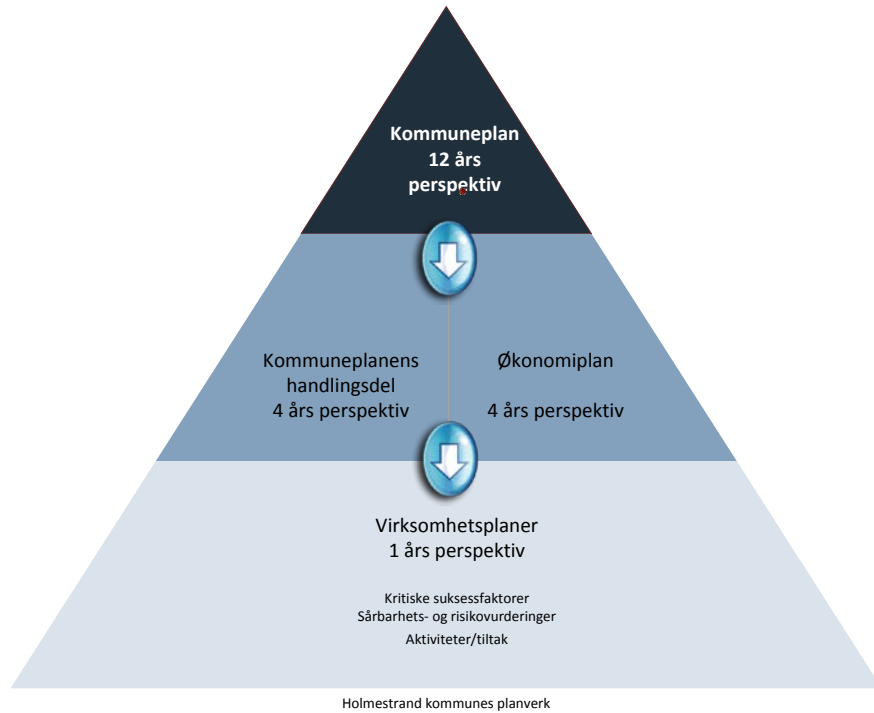 Kommuneplan
12 års
perspektiv
Kommuneplanens
handlingsdel
4 års perspektiv
Økonomiplan
4 års perspektiv
Virksomhetsplaner
1 års perspektiv
Kritiske suksessfaktorer
Sårbarhets- og risikovurderinger
Aktiviteter/tiltak
Holmestrand kommunes planverk